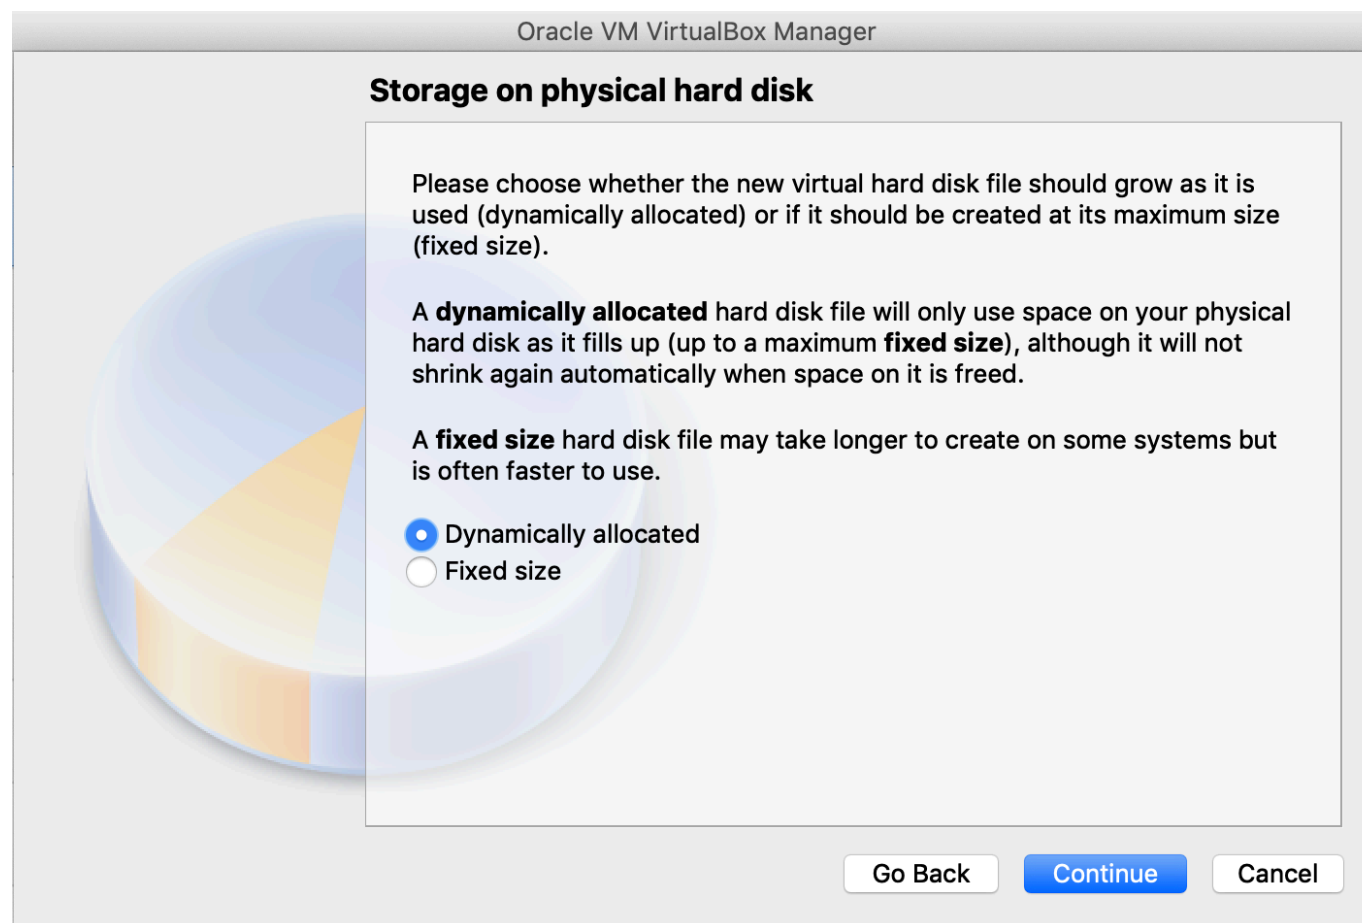 Oracle VM VirtualBox Manager
Storage on physical hard disk
Please choose whether the new virtual hard disk file should grow as it is
used (dynamically allocated) or if it should be created at its maximum size
(fixed size).
A dynamically allocated hard disk file will only use space on your physical
hard disk as it fills up (up to a maximum fixed size), although it will not
shrink again automatically when space on it is freed.
A fixed size hard disk file may take longer to create on some systems but
is often faster to use.
Dynamically allocated
Fixed size
Go Back Continue Cancel